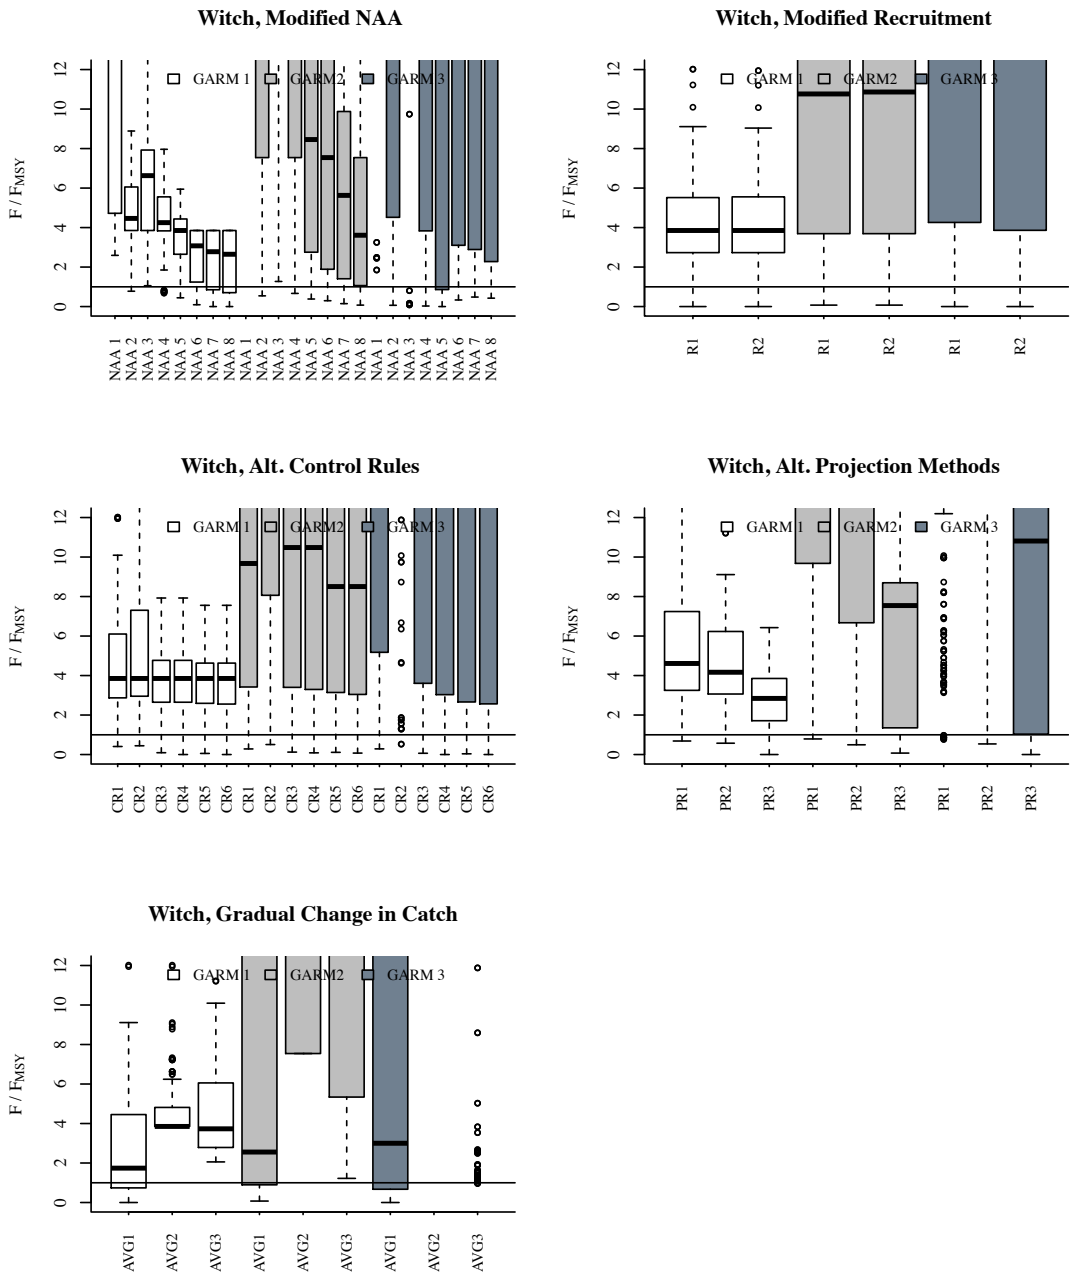 Witch, Modified NAA
GARM 1 GARM2 GARM 3
F / FMSY
12
10
8
6
4
2
0
NAA 1 NAA 2 NAA 3 NAA 4 NAA 5 NAA 6 NAA 7 NAA 8 NAA 1 NAA 2 NAA 3 NAA 4 NAA 5 NAA 6 NAA 7 NAA 8 NAA 1 NAA 2 NAA 3 NAA 4 NAA 5 NAA 6 NAA 7 NAA 8
Witch, Modified Recruitment
GARM 1 GARM2 GARM 3
F / FMSY
12
10
8
6
4
2
0
R1 R2 R1 R2 R1 R2
Witch, Alt. Control Rules
GARM 1 GARM2 GARM 3
F / FMSY
12
10
8
6
4
2
0
CR1 CR2 CR3 CR4 CR5 CR6 CR1 CR2 CR3 CR4 CR5 CR6 CR1 CR2 CR3 CR4 CR5 CR6
Witch, Alt. Projection Methods
GARM 1 GARM2 GARM 3
F / FMSY
12
10
8
6
4
2
0
PR1 PR2 PR3 PR1 PR2 PR3 PR1 PR2 PR3
Witch, Gradual Change in Catch
GARM 1 GARM2 GARM 3
F / FMSY
12
10
8
6
4
2
0
AVG1 AVG2 AVG3 AVG1 AVG2 AVG3 AVG1 AVG2 AVG3